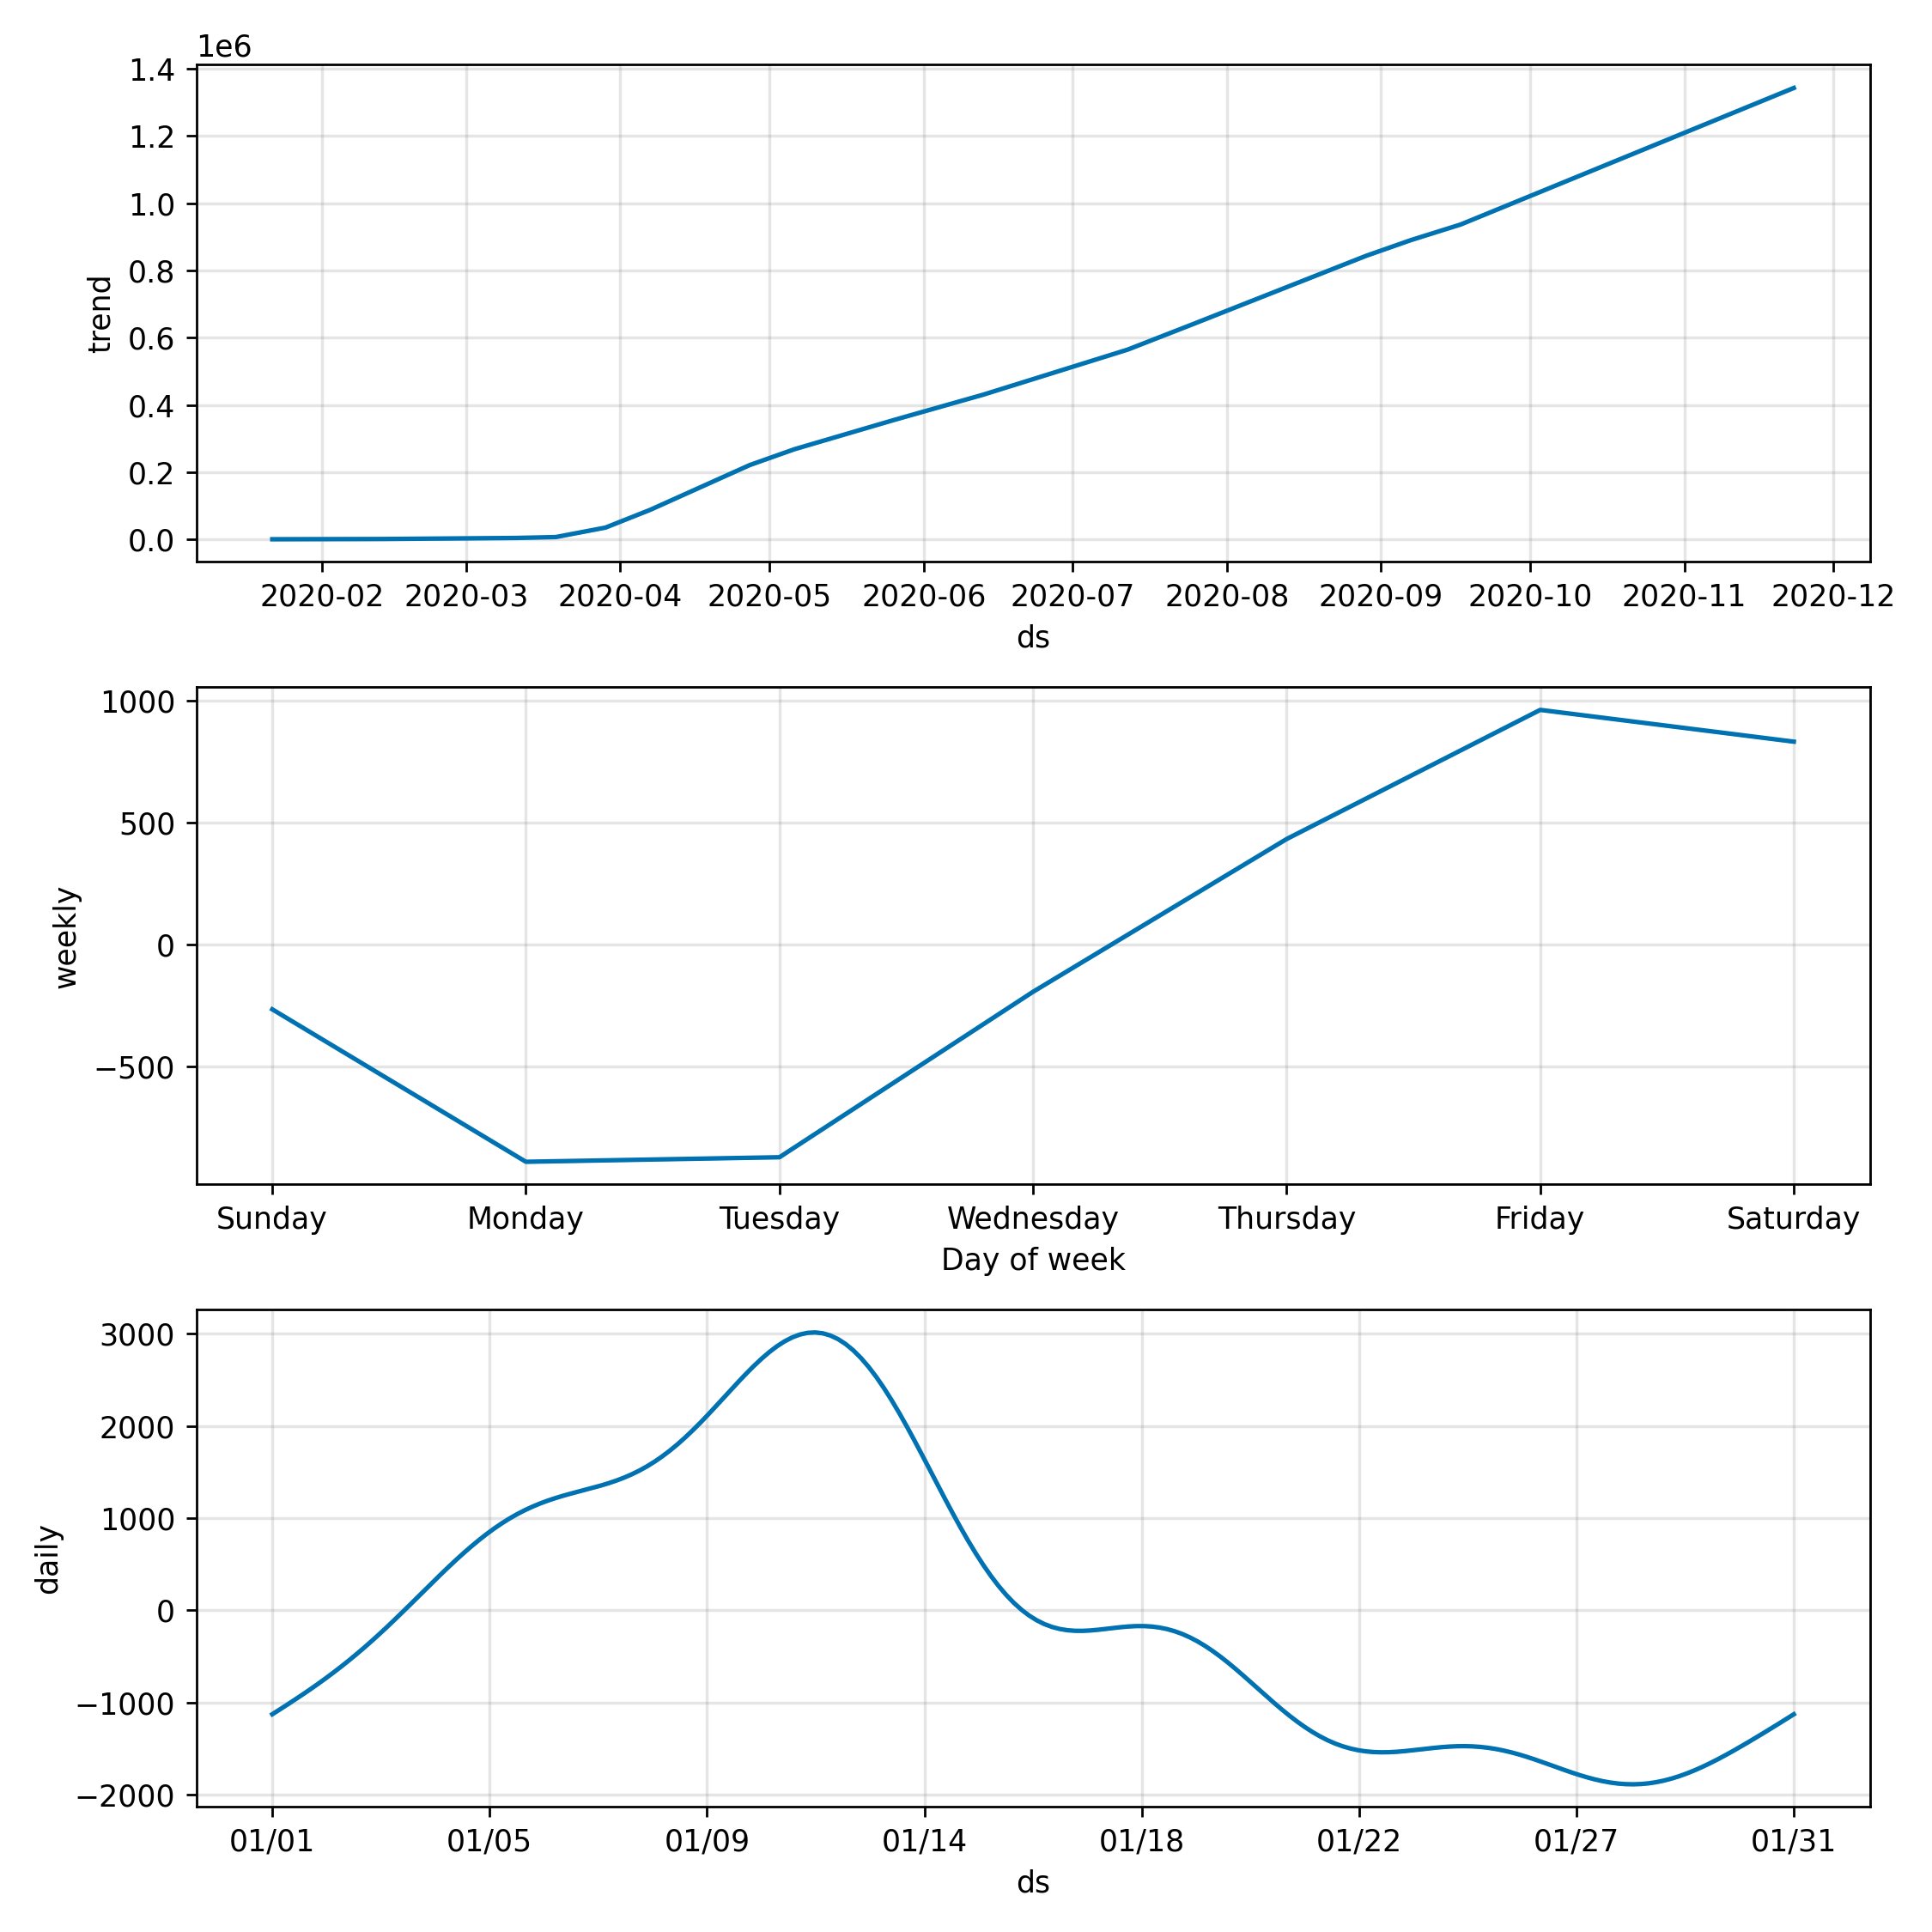 1e6
1.4
1.2
1.0
0.8
0.6
0.4
0.2
0.0
trend
2020-02 2020-03 2020-04 2020-05 2020-06 2020-07 2020-08 2020-09 2020-10 2020-11 2020-12
ds
1000
500
0
−500
weekly
Sunday Monday Tuesday Wednesday Thursday Friday Saturday
Day of week
3000
2000
1000
0
−1000
−2000
daily
01/01 01/05 01/09 01/14 01/18 01/22 01/27 01/31
ds